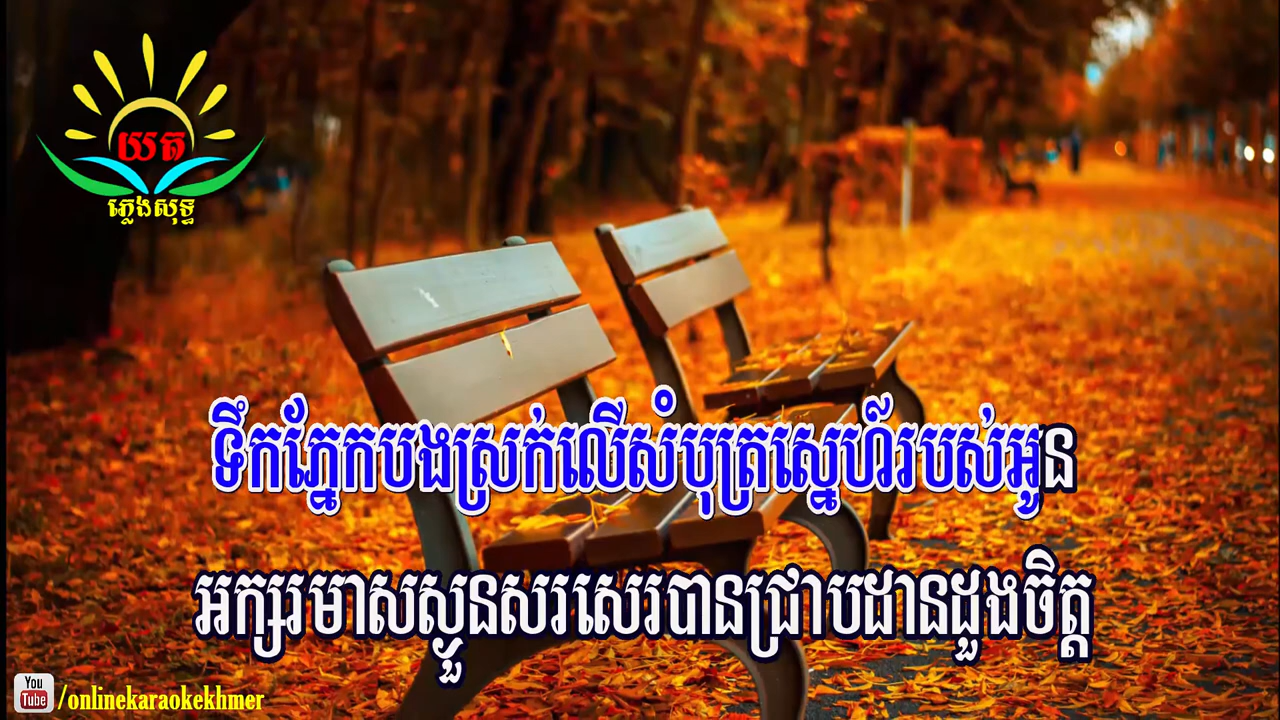 យត
ភ្លេងសុទ្ធ
ទឹកភ្នែកបងស្រក់លើសំបុត្រស្នេហ៍របស់អូន
អក្សរមាសស្ងួនសរសេរបានជ្រាបដានដួងចិត្ត
You
Tube
/onlinekaraokekhmer